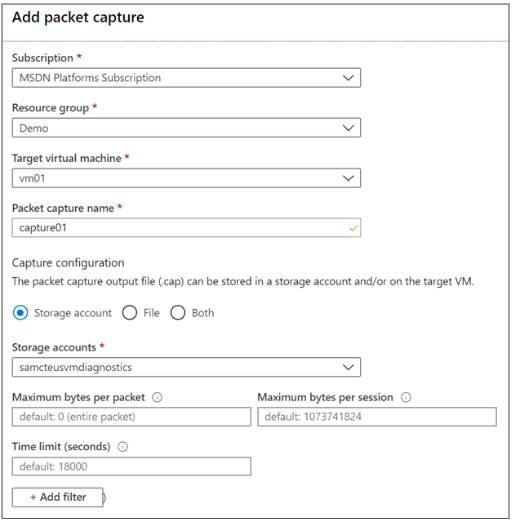 Add packet capture
Subscription *
MSDN Platforms Subscription
Resource group *
Demo
Target virtual machine *
vm01
Packet capture name *
capture01
Capture configuration
The packet capture output file (.cap) can be stored in a storage account and/or on the target VM.
Storage account File Both
Storage accounts *
samcteusvmdiagnostics
Maximum bytes per packet Maximum bytes per session
default: 0 (entire packet) default: 1073741824
Time limit (seconds)
default: 18000
+ Add filter